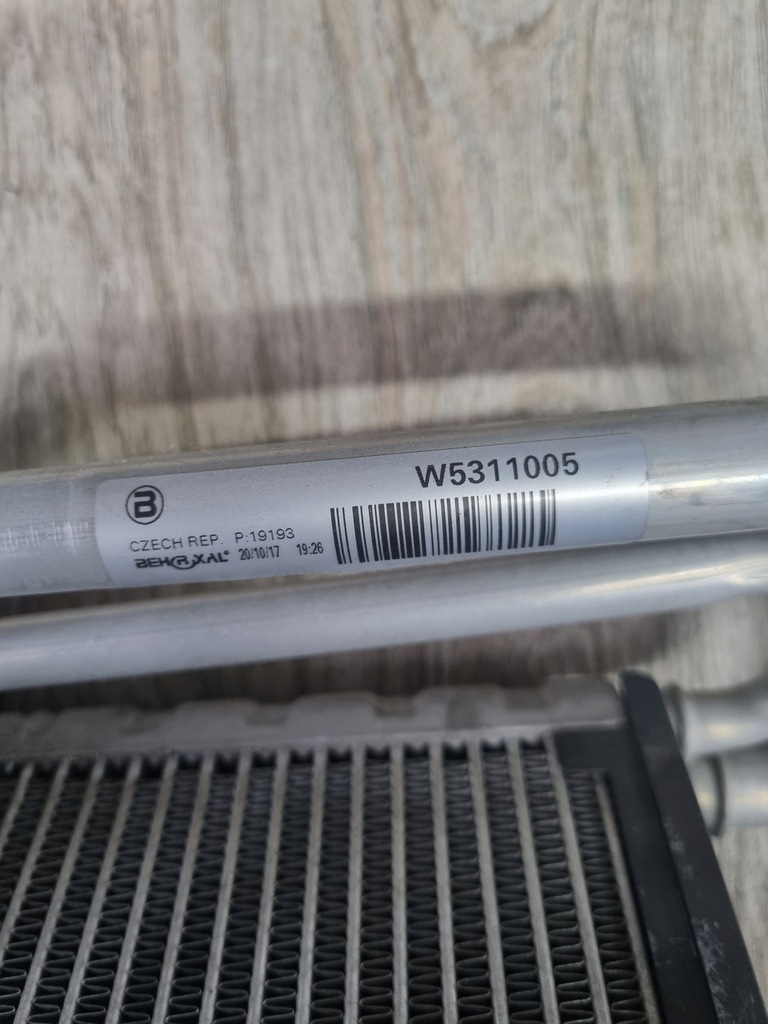 W5311005
B
CZECH REP. P:19193
BEHR XAL® 20/10/17 19:26